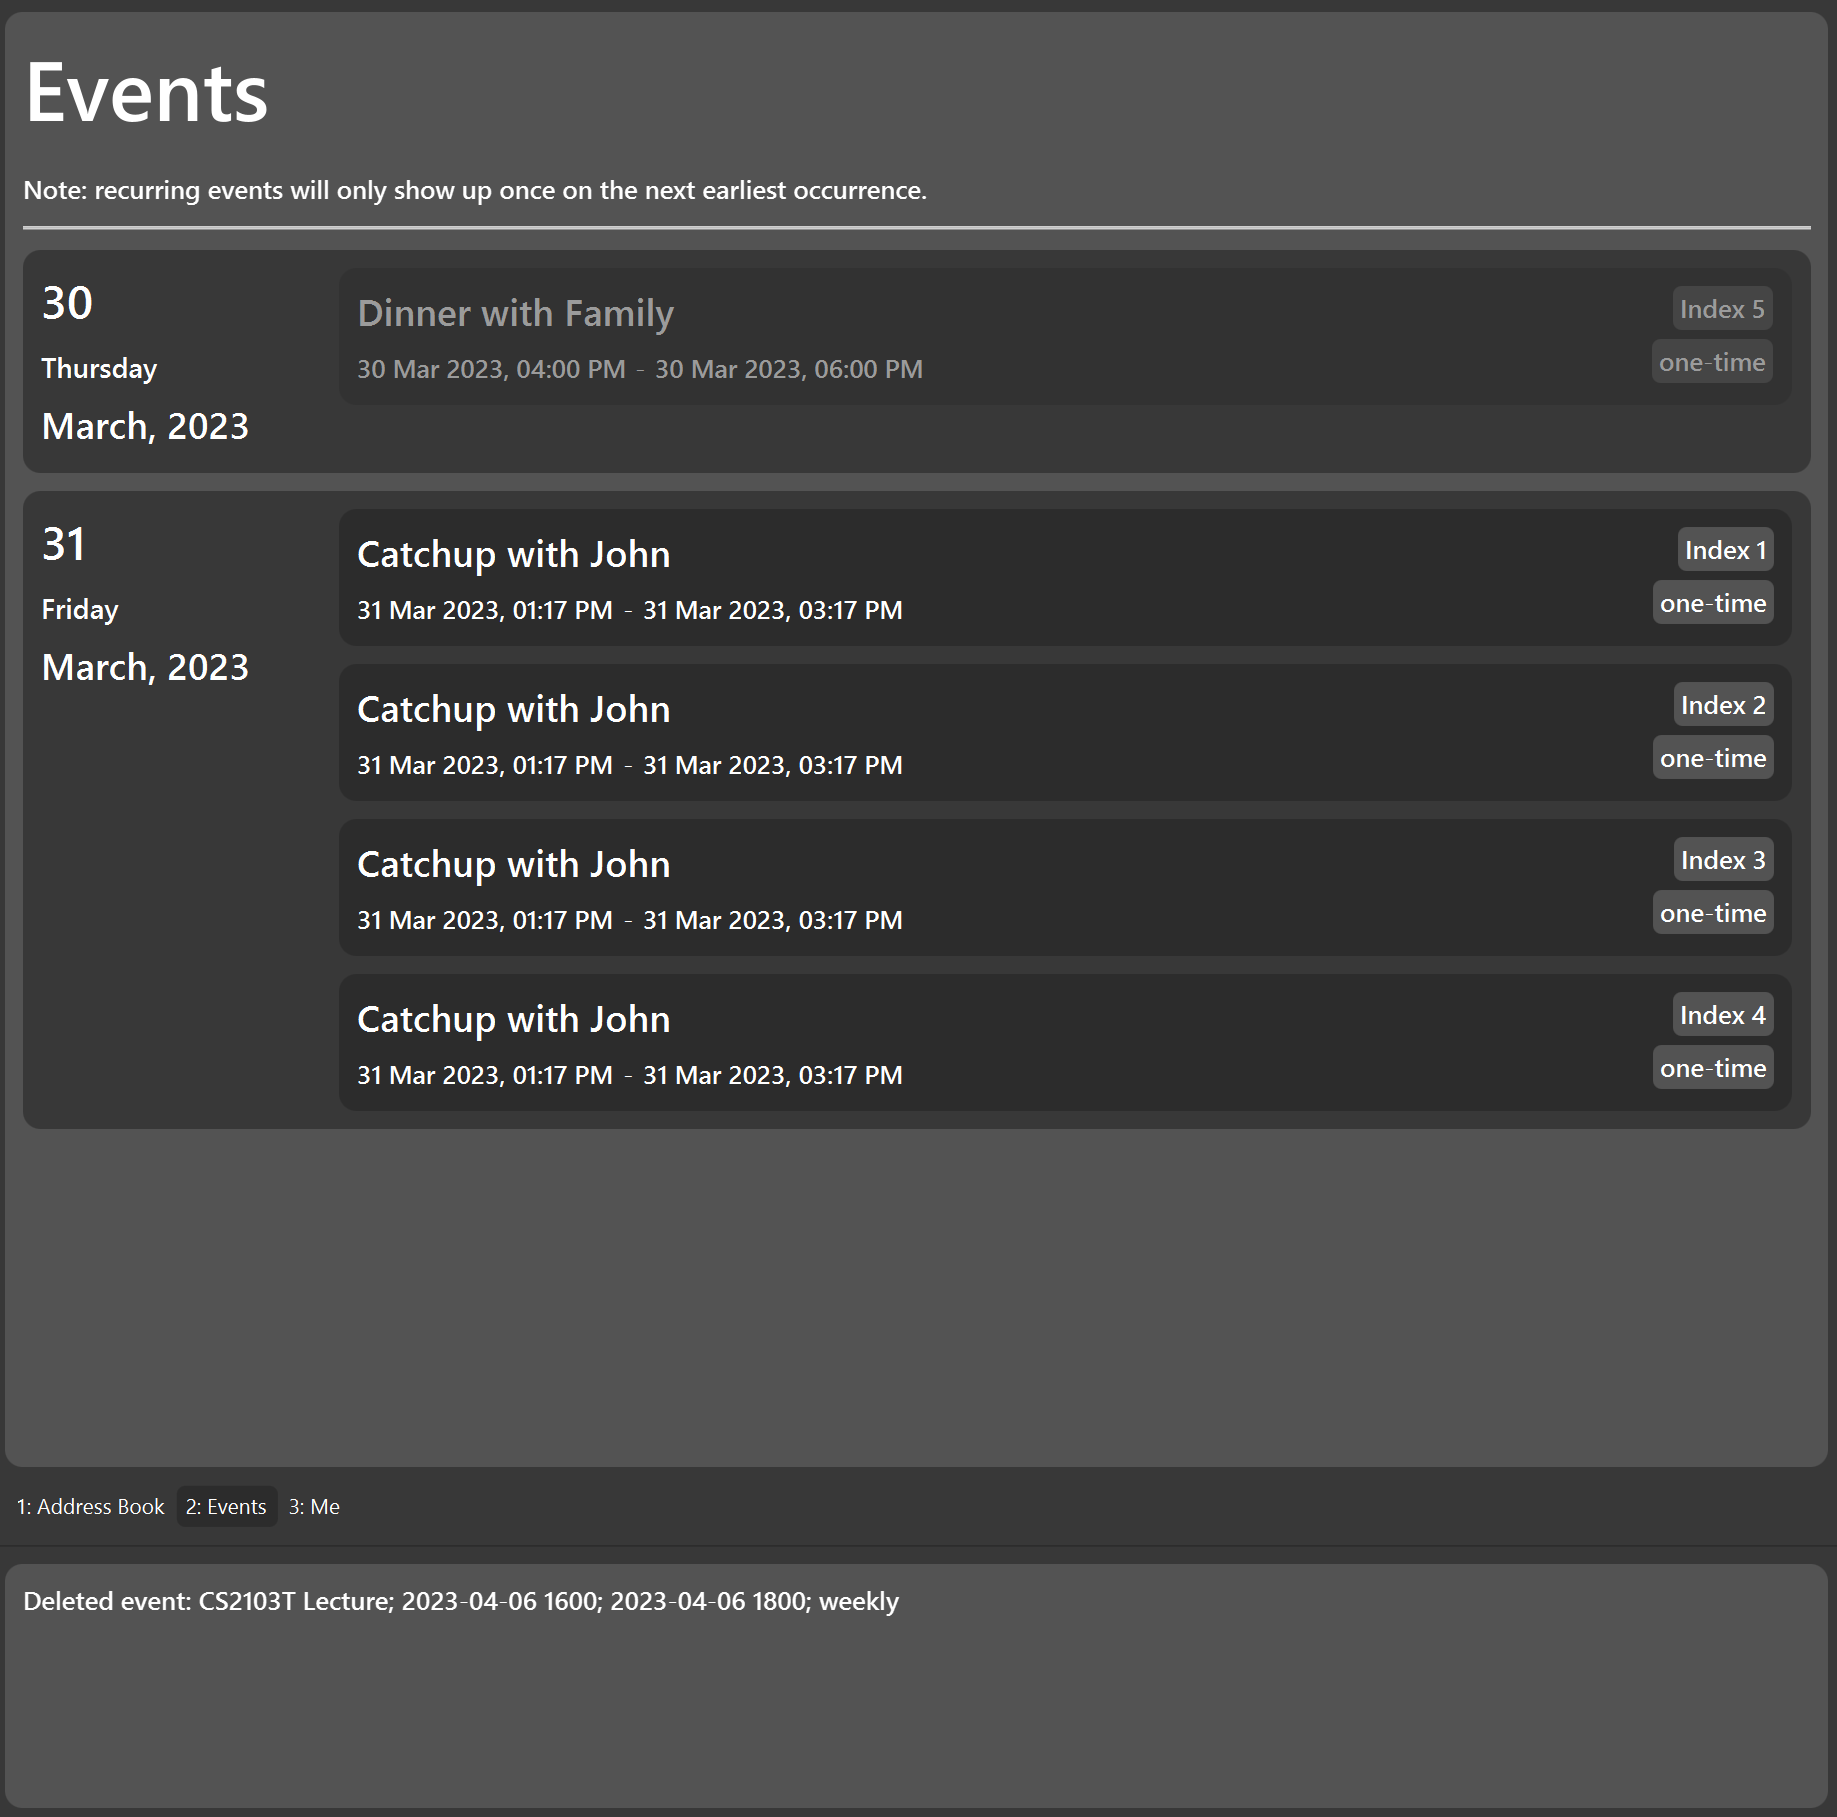 Events
Note: recurring events will only show up once on the next earliest occurrence.
30
Thursday
March, 2023
Dinner with Family
30 Mar 2023, 04:00 PM - 30 Mar 2023, 06:00 PM
Index 5
one-time
31
Friday
March, 2023
Catchup with John
31 Mar 2023, 01:17 PM - 31 Mar 2023, 03:17 PM
Index 1
one-time
Catchup with John
31 Mar 2023, 01:17 PM - 31 Mar 2023, 03:17 PM
Index 2
one-time
Catchup with John
31 Mar 2023, 01:17 PM - 31 Mar 2023, 03:17 PM
Index 3
one-time
Catchup with John
31 Mar 2023, 01:17 PM - 31 Mar 2023, 03:17 PM
Index 4
one-time
1: Address Book 2: Events 3: Me
Deleted event: CS2103T Lecture; 2023-04-06 1600; 2023-04-06 1800; weekly